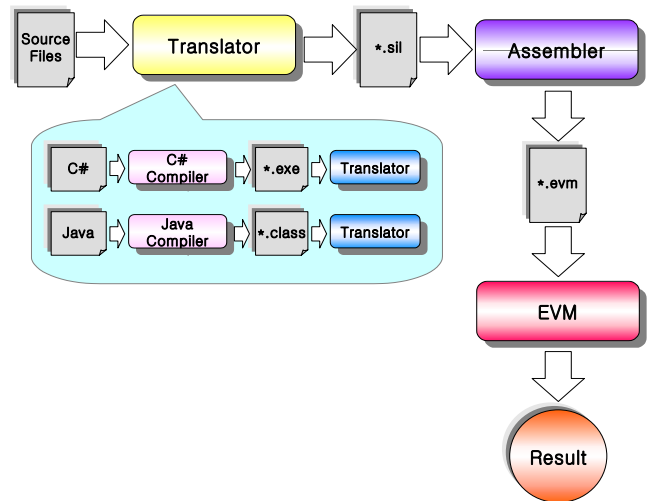 Source
Files
Translator
*.sil
Assembler
C#
C#
Compiler
*.exe
Translator
Java
Java
Compiler
*.class
Translator
*.evm
EVM
Result